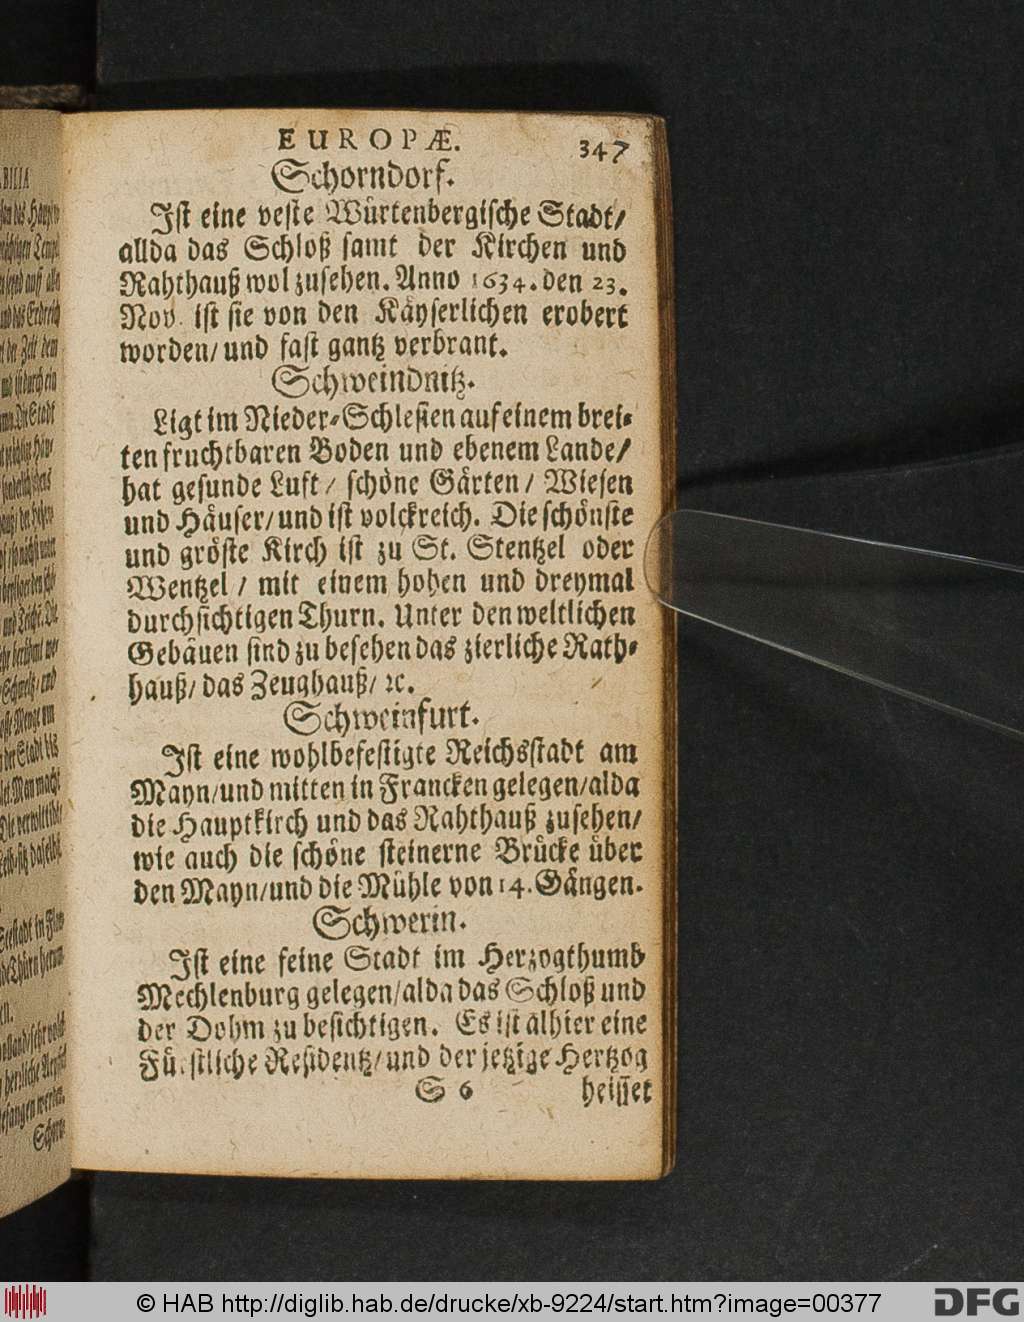 EUROPÆ. 347
Schorndorf.
Ist eine veste Würtenbergische Stadt/
allda das Schloß samt der Kirchen und
Rahthauß wol zusehen. Anno 1634. den 23.
Nov. ist sie von den Käyserlichen erobert
worden/ und fast gantz verbrant.
Schweindnitz.
Ligt im Nieder-Schlesien auf einem brei-
ten fruchtbaren Boden und ebenem Lande/
hat gesunde Luft/ schöne Gärten/ Wiesen
und Häuser/ und ist volckreich. Die schönste
und gröste Kirch ist zu St. Stentzel oder
Wentzel/ mit einem hohen und dreymal
durchsichtigen Thurn. Unter den weltlichen
Gebäuen sind zu besehen das zierliche Rath-
hauß/ das Zeughauß/ ꝛc.
Schweinfurt.
Ist eine wohlbefestigte Reichsstadt am
Mayn/ und mitten in Francken gelegen/ alda
die Hauptkirch und das Rahthauß zusehen/
wie auch die schöne steinerne Brücke über
den Mayn/ und die Mühle von 14. Gängen.
Schwerin.
Ist eine feine Stadt im Herzogthumb
Mechlenburg gelegen/ alda das Schloß und
der Dohm zu besichtigen. Es ist alhier eine
Fürstliche Residentz/ und der jetzige Hertzog
S 6 heisset
© HAB http://diglib.hab.de/drucke/xb-9224/start.htm?image=00377 DFG